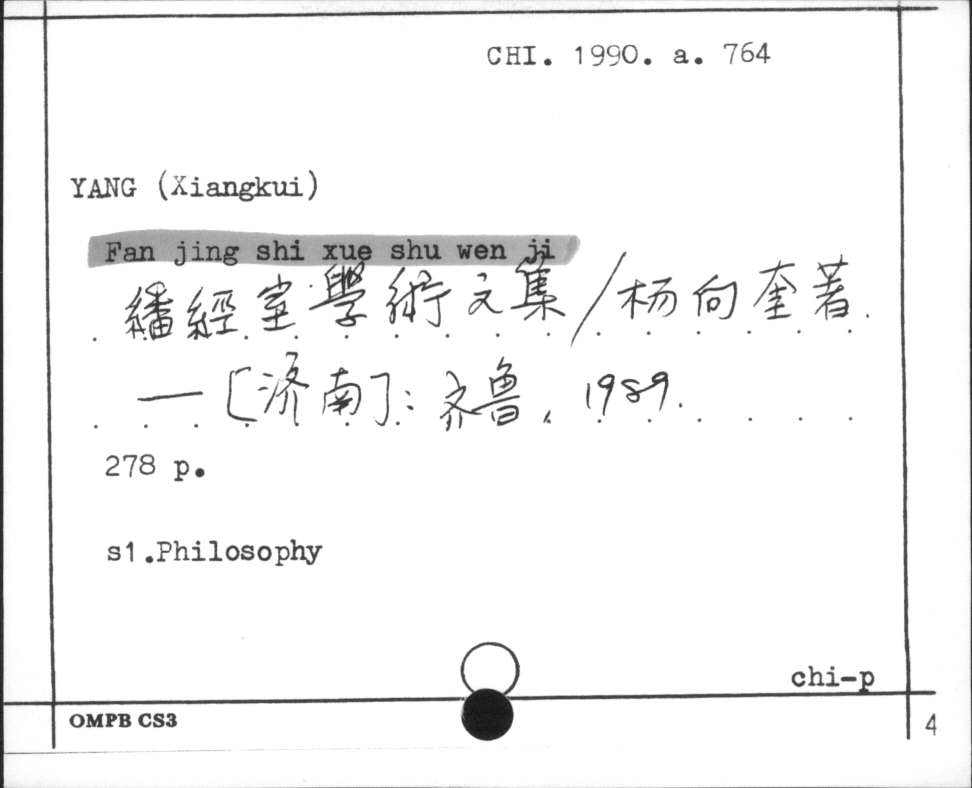 CHI. 1990. a. 764
YANG (Xiangkui)
Fan jing shi xue shu wen ji
繙經室學術文集/杨向奎著.
— [济南]: 齐鲁, 1989.
278 p.
s1.Philosophy
chi-p
OMPB CS3
4